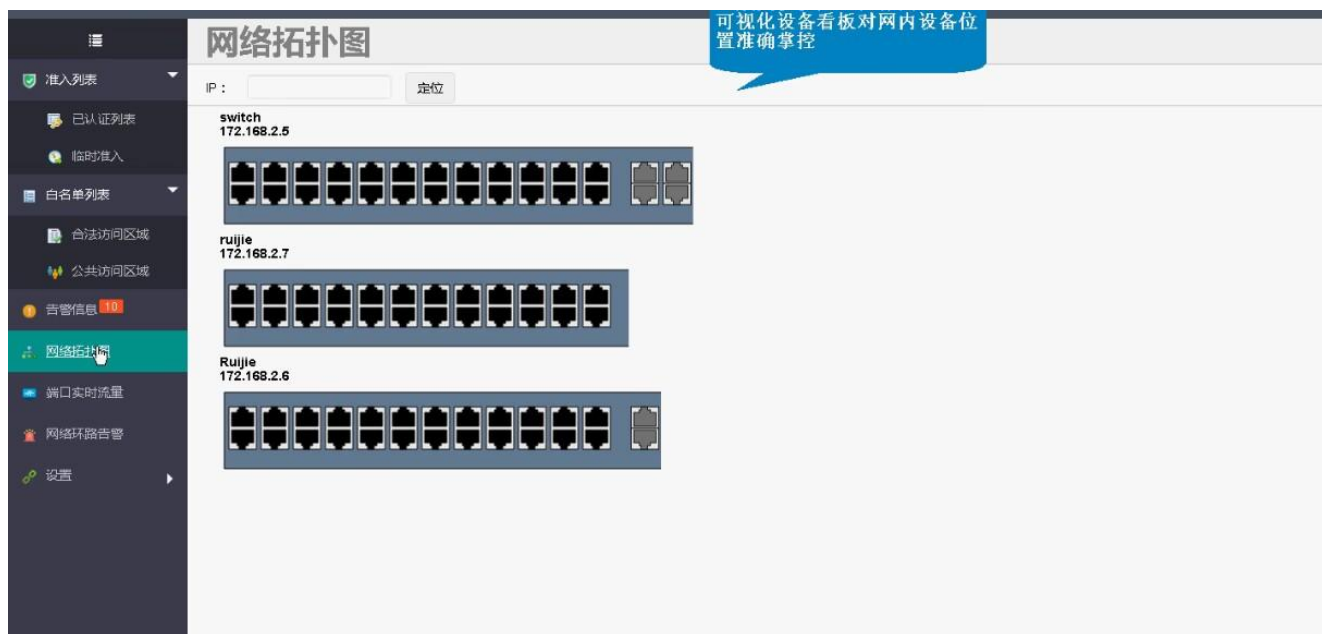 可视化设备看板对网内设备位
置准确掌控
网络拓扑图
准入列表
IP：
定位
已认证列表
临时准入
白名单列表
合法访问区域
公共访问区域
告警信息 10
网络拓扑图
端口实时流量
网络环路告警
设置
switch
172.168.2.5
ruijie
172.168.2.7
Ruijie
172.168.2.6